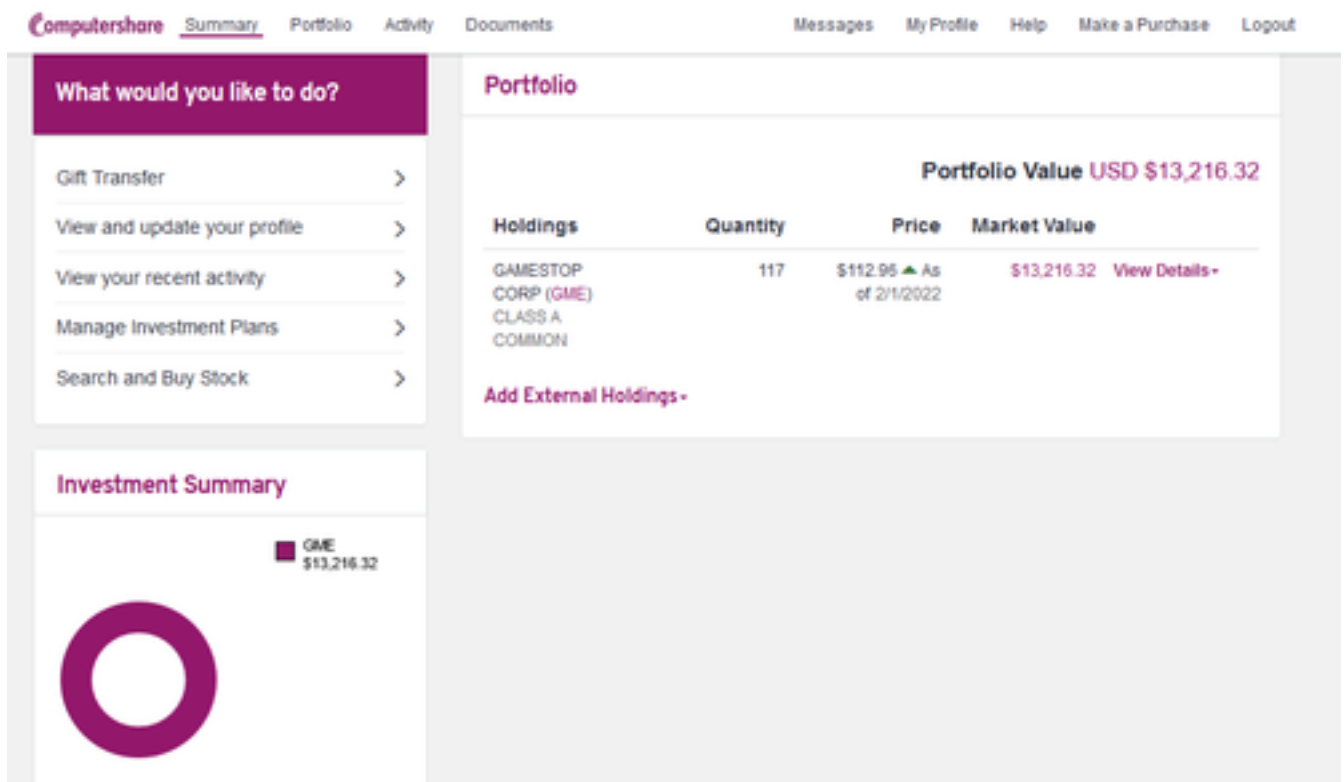 Computershare Summary Portfolio Activity Documents Messages My Profile Help Make a Purchase Logout
What would you like to do?
Gift Transfer
View and update your profile
View your recent activity
Manage Investment Plans
Search and Buy Stock
Portfolio
Portfolio Value USD $13,216.32
Holdings Quantity Price Market Value
GAMESTOP 117 $112.96 As $13,216.32 View Details
CORP (GME) of 2/1/2022
CLASS A
COMMON
Add External Holdings
Investment Summary
GME
$13,216.32